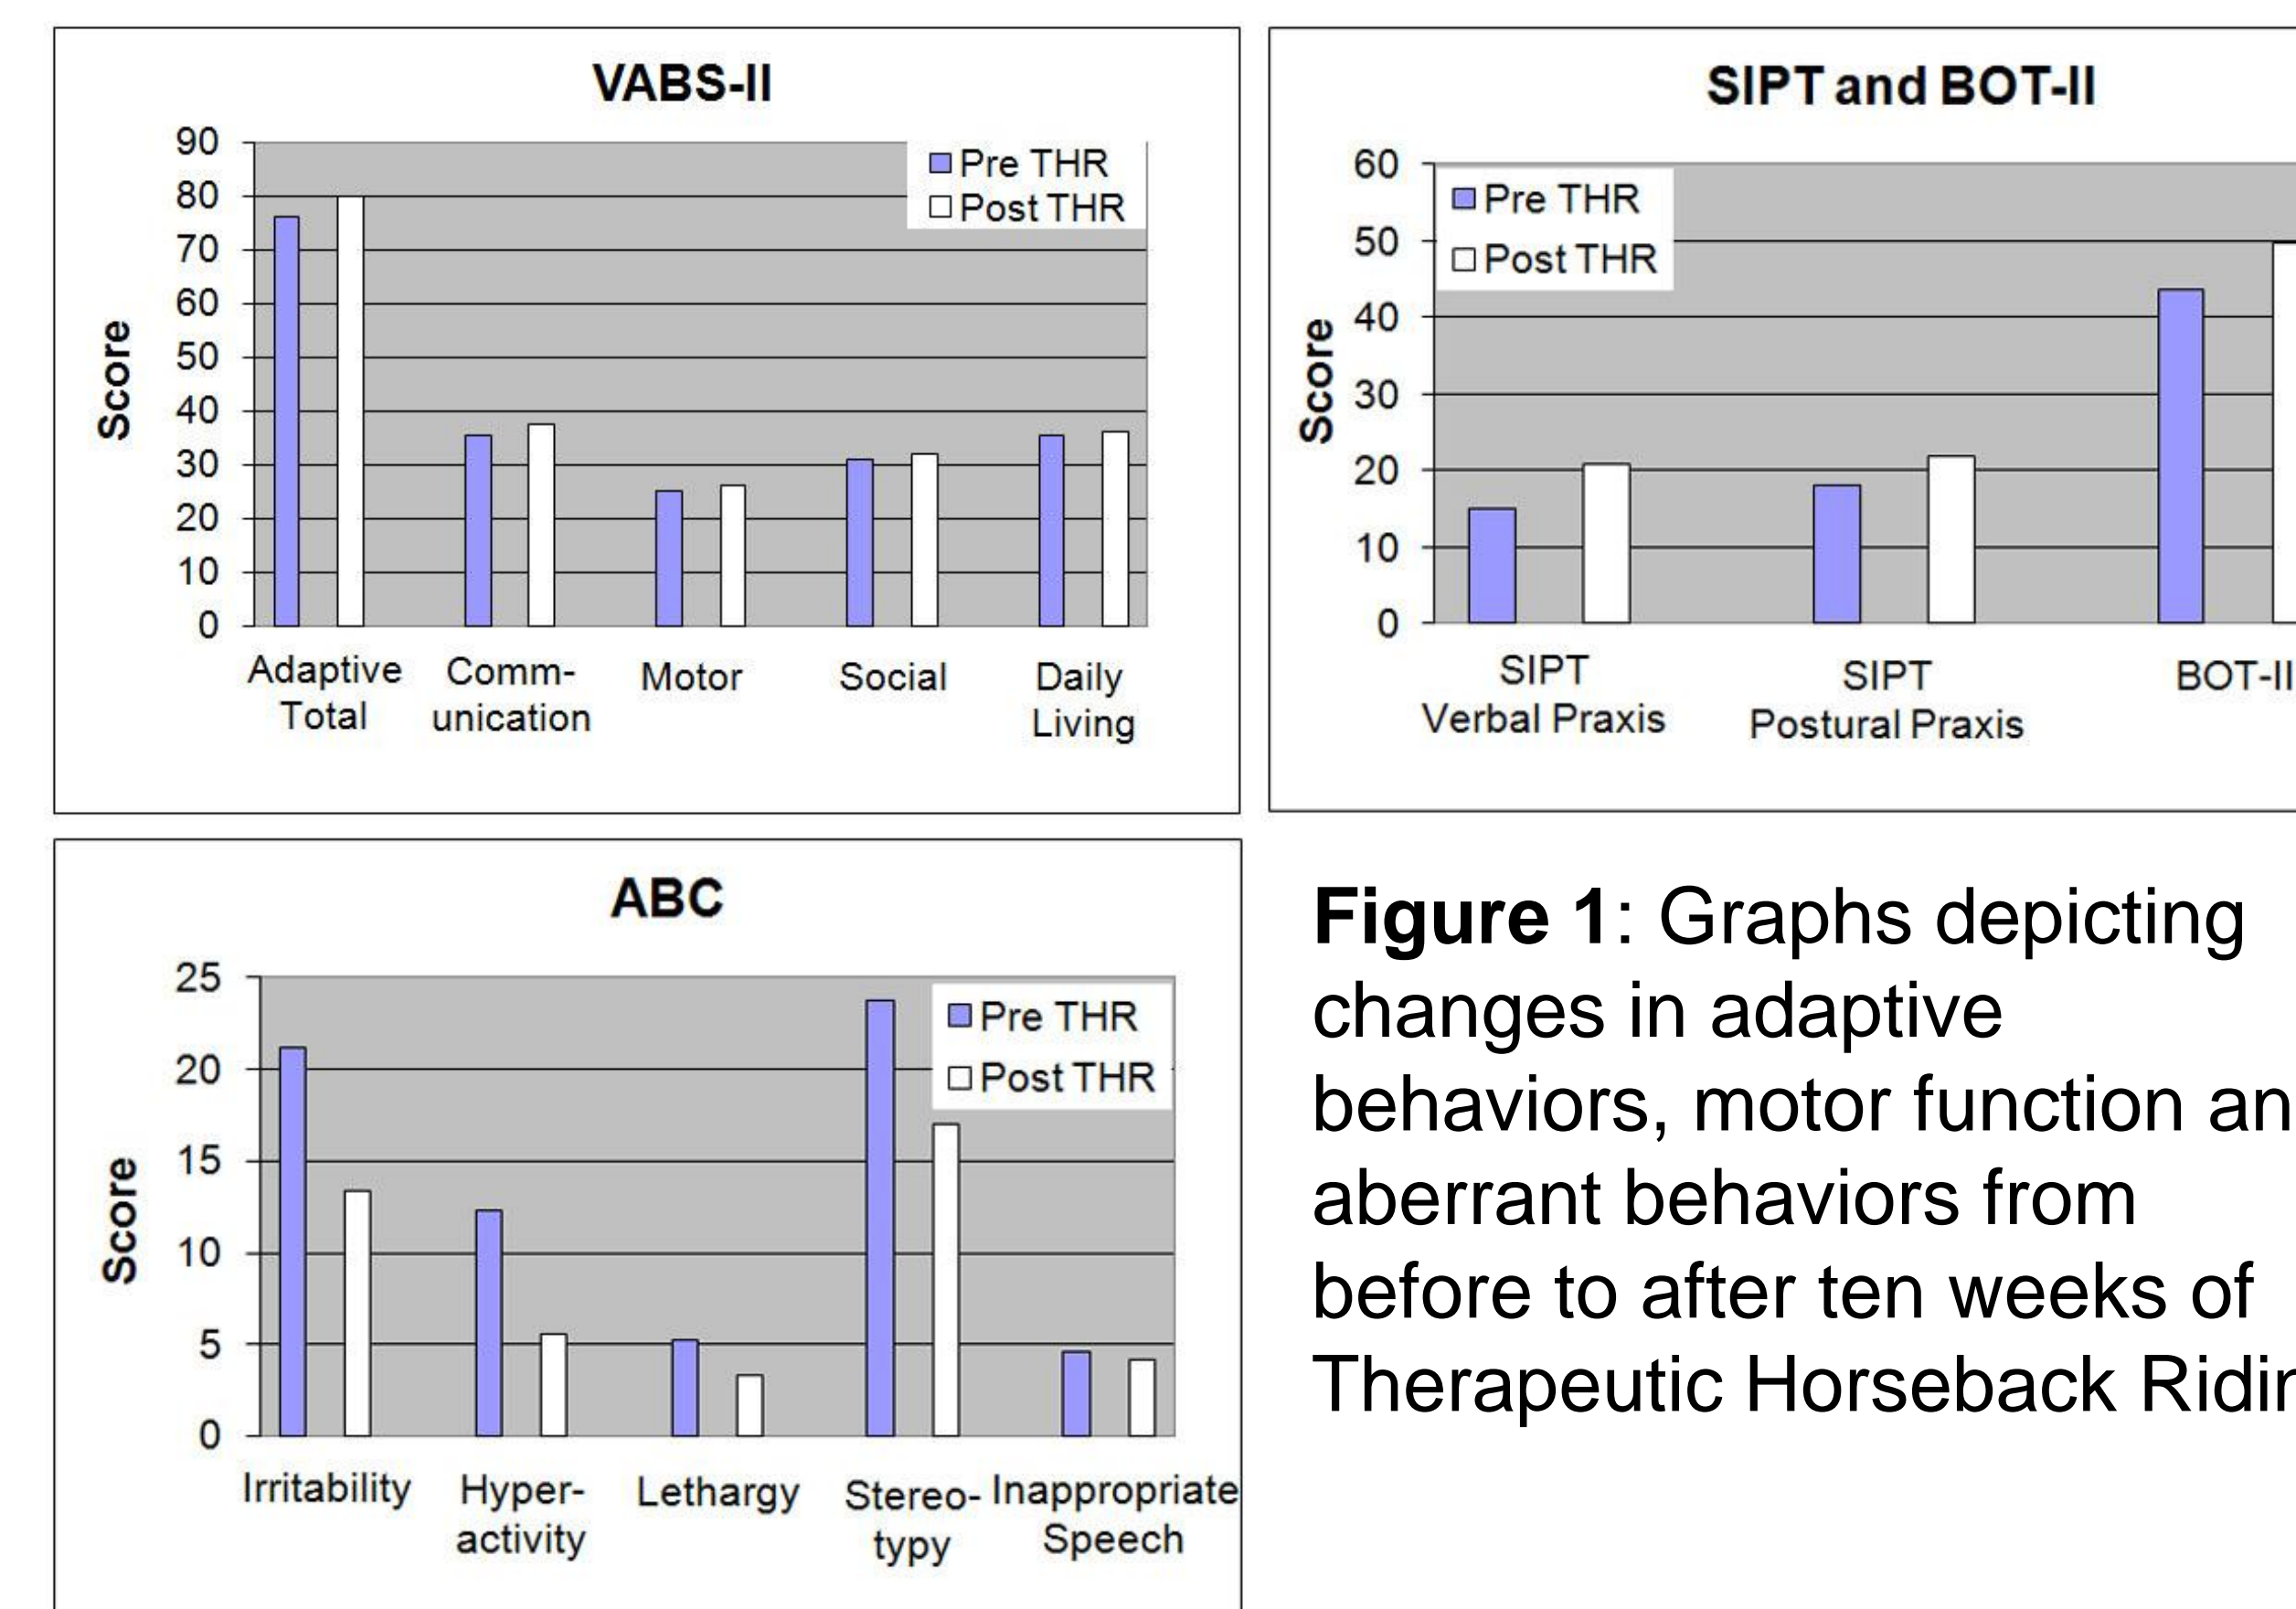 VABS-II
90
80
70
60
50
40
30
20
10
0
Score
Pre THR
Post THR
Adaptive Total
Comm-
unication
Motor
Social
Daily
Living
SIPT and BOT-II
60
50
40
30
20
10
0
Score
Pre THR
Post THR
SIPT
Verbal Praxis
SIPT
Postural Praxis
BOT-II
ABC
25
20
15
10
5
0
Score
Pre THR
Post THR
Irritability
Hyper-
activity
Lethargy
Stereo-
typy
Inappropriate
Speech
Figure 1: Graphs depicting
changes in adaptive
behaviors, motor function an
aberrant behaviors from
before to after ten weeks of
Therapeutic Horseback Ridin